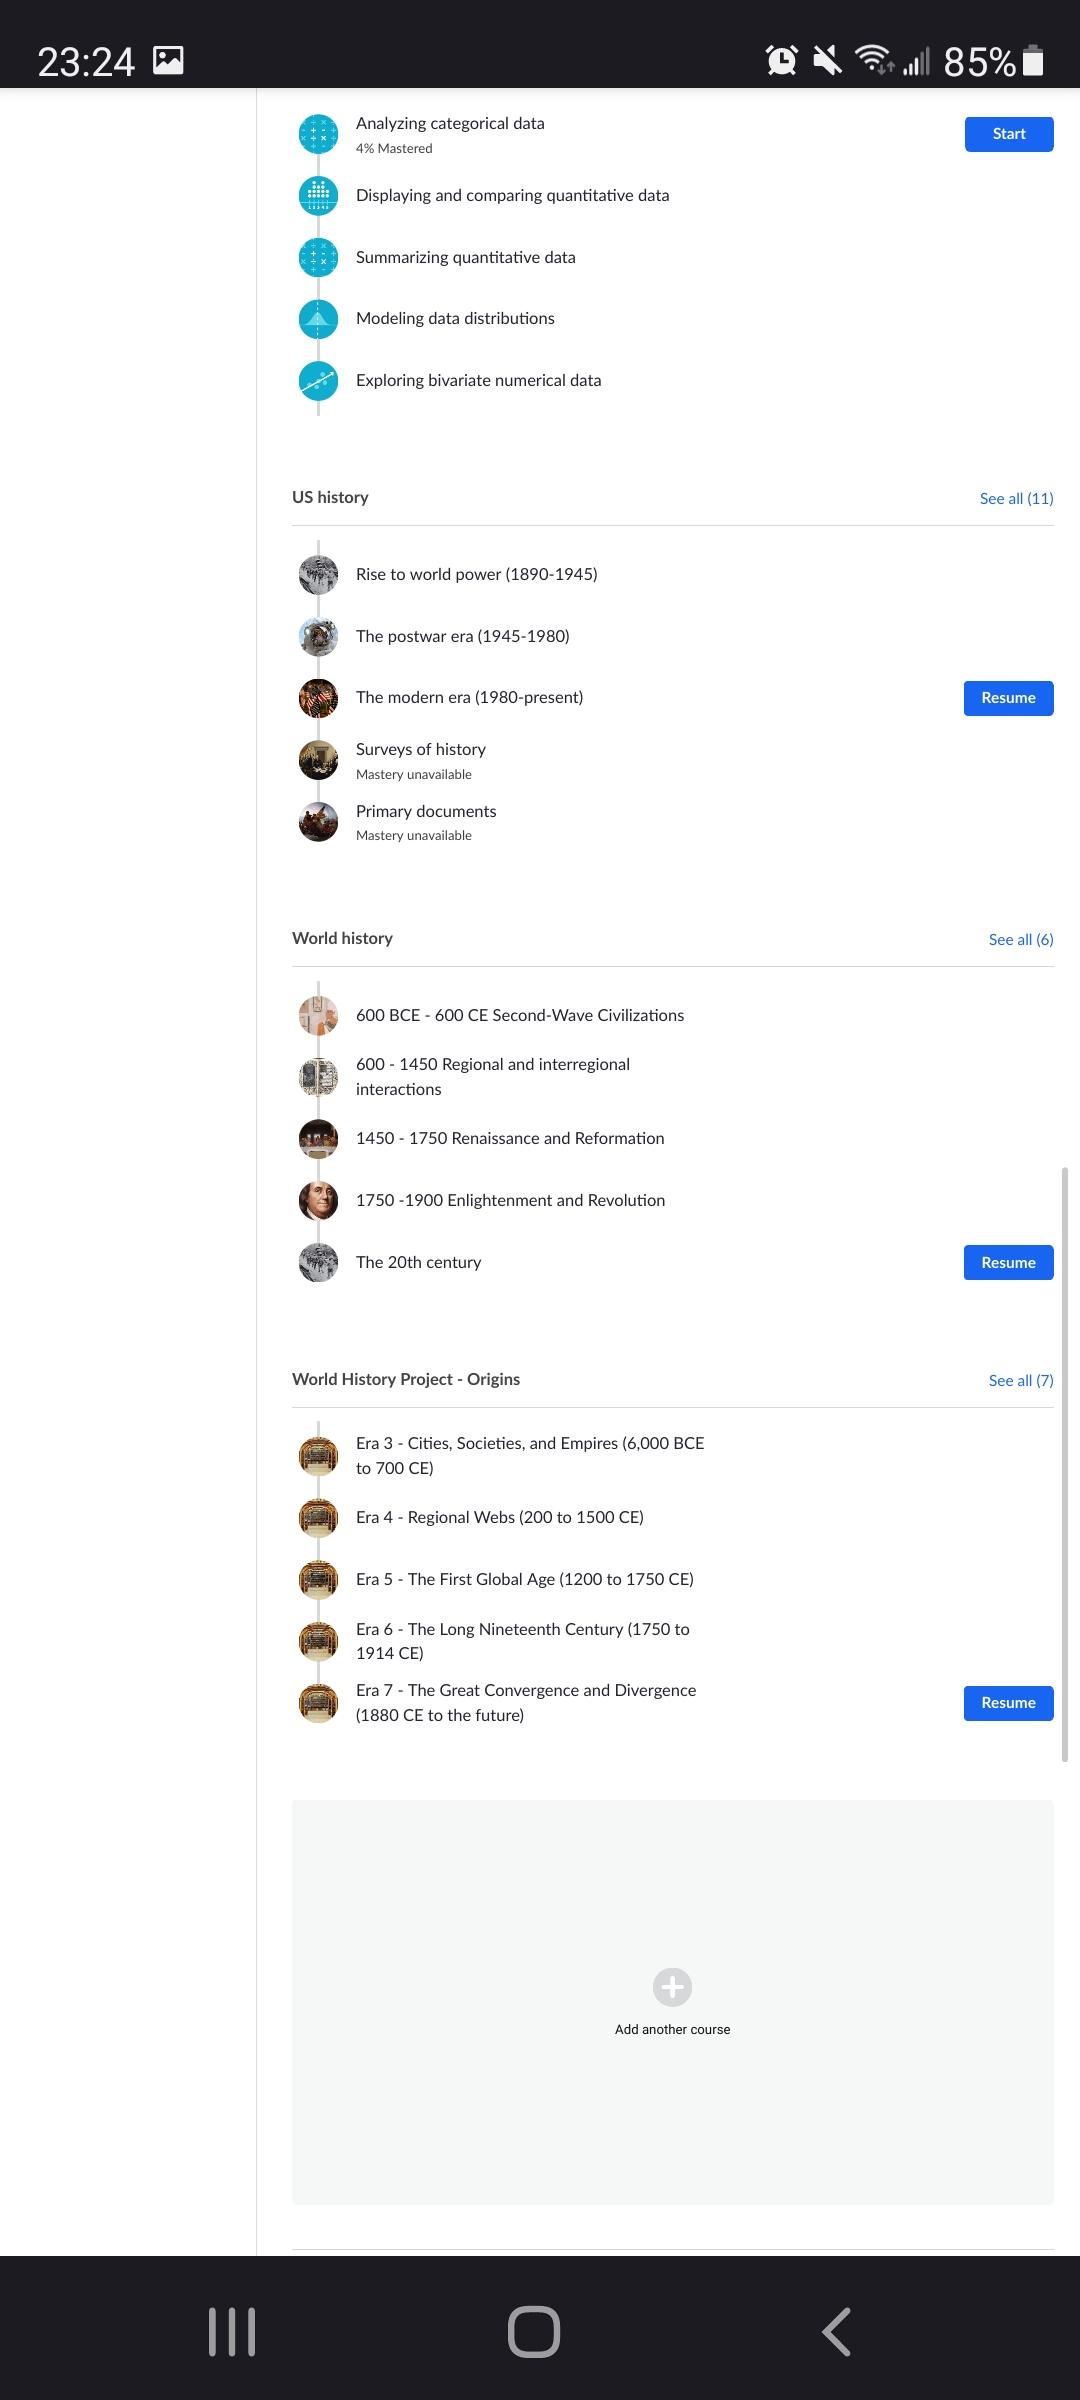 23:24
85%
Analyzing categorical data
4% Mastered
Start
Displaying and comparing quantitative data
Summarizing quantitative data
Modeling data distributions
Exploring bivariate numerical data
US history
See all (11)
Rise to world power (1890-1945)
The postwar era (1945-1980)
The modern era (1980-present)
Resume
Surveys of history
Mastery unavailable
Primary documents
Mastery unavailable
World history
See all (6)
600 BCE - 600 CE Second-Wave Civilizations
600 - 1450 Regional and interregional
interactions
1450 - 1750 Renaissance and Reformation
1750 -1900 Enlightenment and Revolution
The 20th century
Resume
World History Project - Origins
See all (7)
Era 3 - Cities, Societies, and Empires (6,000 BCE
to 700 CE)
Era 4 - Regional Webs (200 to 1500 CE)
Era 5 - The First Global Age (1200 to 1750 CE)
Era 6 - The Long Nineteenth Century (1750 to
1914 CE)
Era 7 - The Great Convergence and Divergence
(1880 CE to the future)
Resume
Add another course